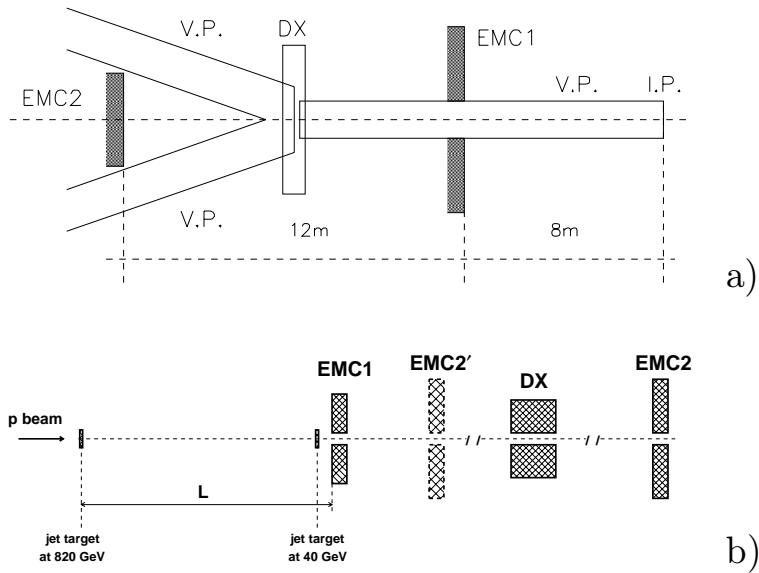 V.P.
DX
EMC1
EMC2
V.P.
I.P.
V.P.
12m
8m
a)
EMC1
EMC2′
DX
EMC2
p beam
L
jet target
at 820 GeV
jet target
at 40 GeV
b)